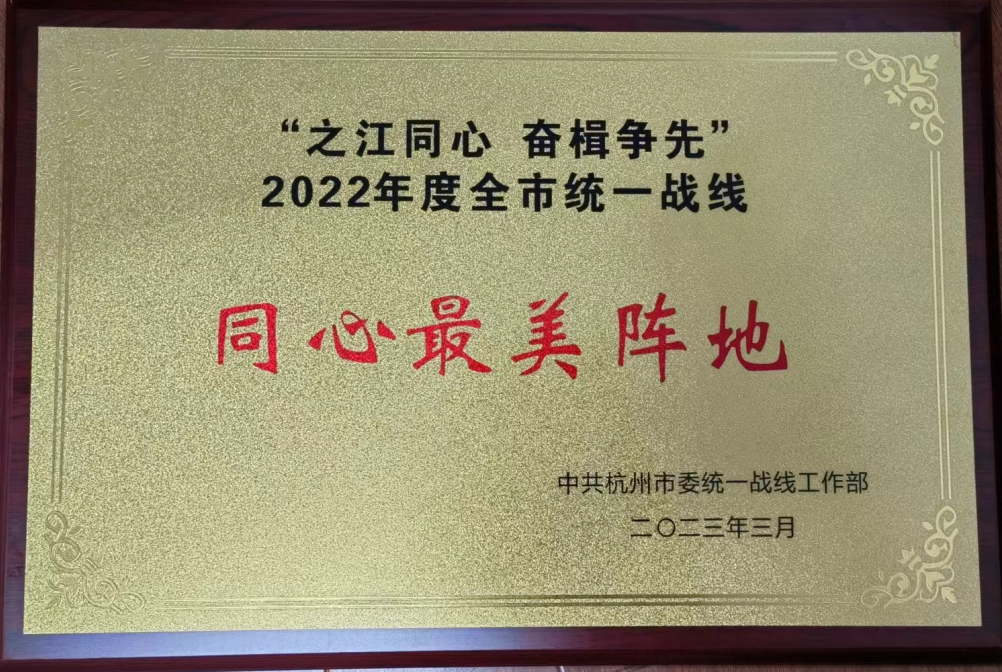 “之江同心 奋楫争先”
2022年度全市统一战线
同心最美阵地
中共杭州市委统一战线工作部
二〇二三年三月